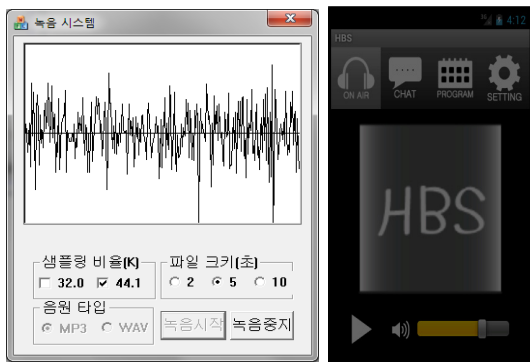 녹음 시스템
샘플링 비율(K)
32.0 44.1
파일 크키(초)
2 5 10
음원 타입
MP3 WAV
녹음시작 녹음중지
4:12
HBS
ON AIR CHAT PROGRAM SETTING
HBS